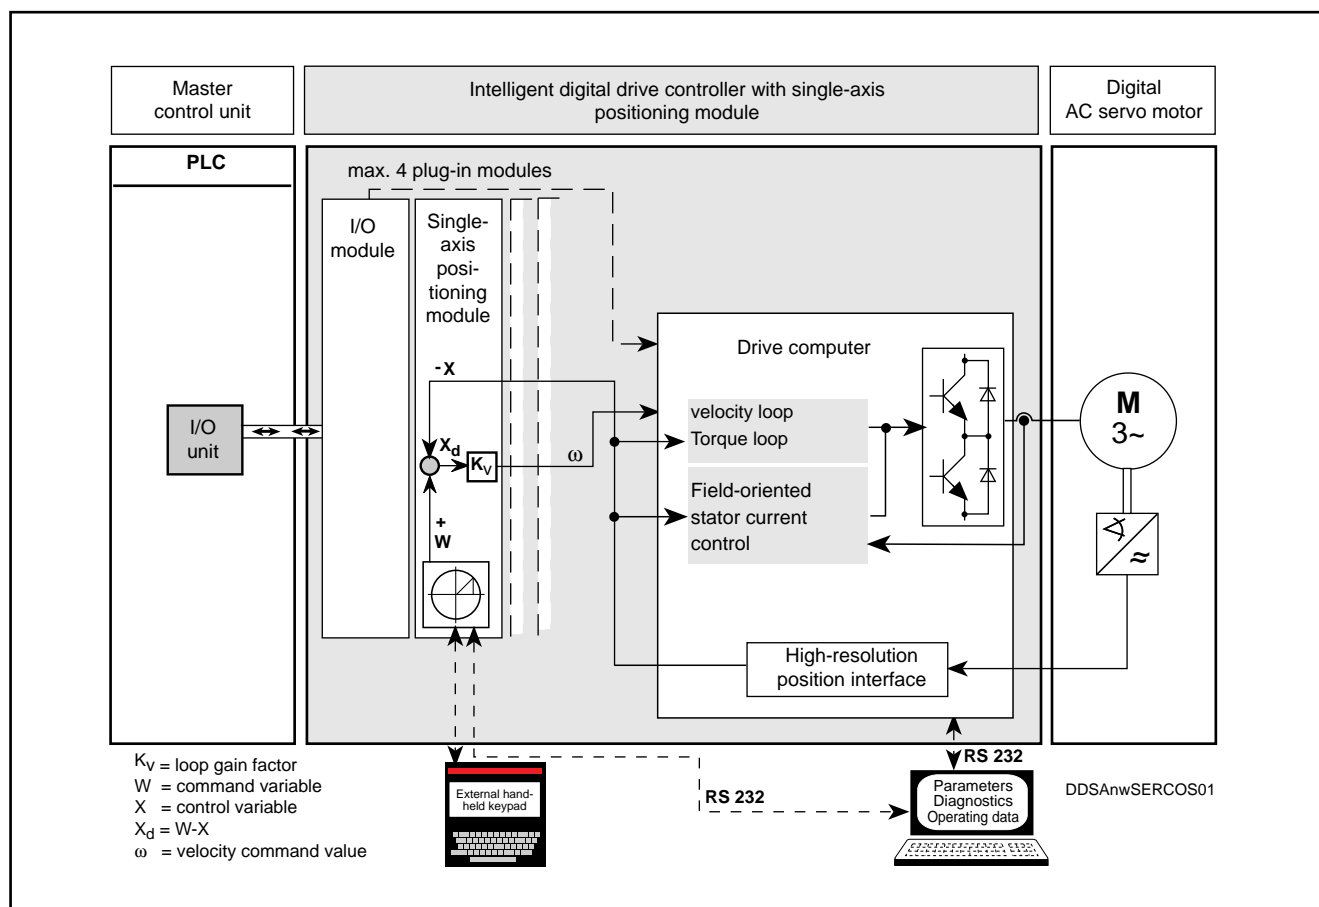 Master
control unit
Intelligent digital drive controller with single-axis
positioning module
Digital
AC servo motor
PLC
max. 4 plug-in modules
I/O
module
Single-
axis
posi-
tioning
module
Drive computer
- X
velocity loop
Torque loop
M
3~
I/O
unit
Xd
KV
ω
Field-oriented
stator current
control
+
W
≈
High-resolution
position interface
KV = loop gain factor
W = command variable
X = control variable
Xd = W-X
ω = velocity command value
External hand-
held keypad
RS 232
RS 232
Parameters
Diagnostics
Operating data
DDSAnwSERCOS01